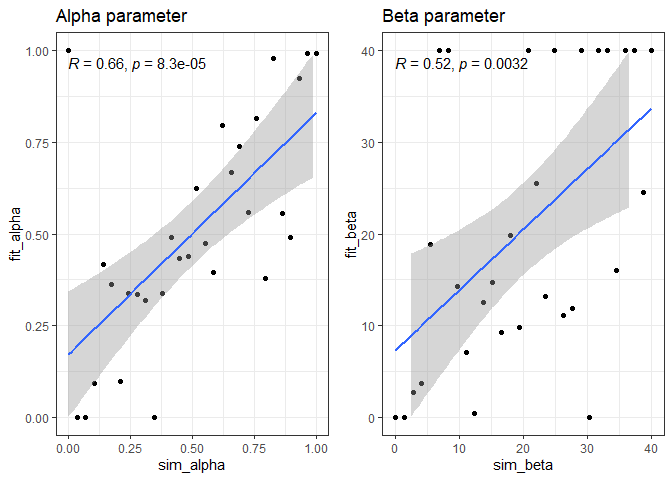 Alpha parameter
R = 0.66, p = 8.3e-05
1.00
0.75
0.50
0.25
0.00
fit_alpha
0.00 0.25 0.50 0.75 1.00
sim_alpha
Beta parameter
R = 0.52, p = 0.0032
40
30
20
10
0
fit_beta
0 10 20 30 40
sim_beta